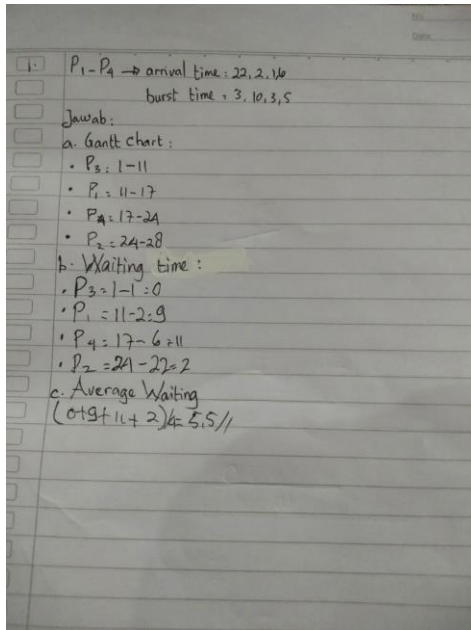 No
Date
1. P1-P4 → arrival time : 22, 2, 1, 6
burst time = 3, 10, 3, 5
Jawab:
a. Gantt Chart :
• P3 : 1-11
• P1 = 11-17
• P4 : 17-24
• P2 = 24-28
b. Waiting time :
• P3 = 1-1 : 0
• P1 = 11-2 = 9
• P4 = 17-6 = 11
• P2 = 24-22 = 2
c. Average Waiting
(0+9+11+2)/4 = 5,5//